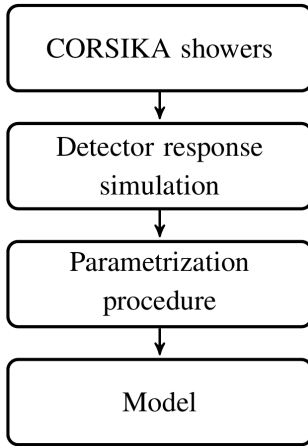 CORSIKA showers
Detector response
simulation
Parametrization
procedure
Model